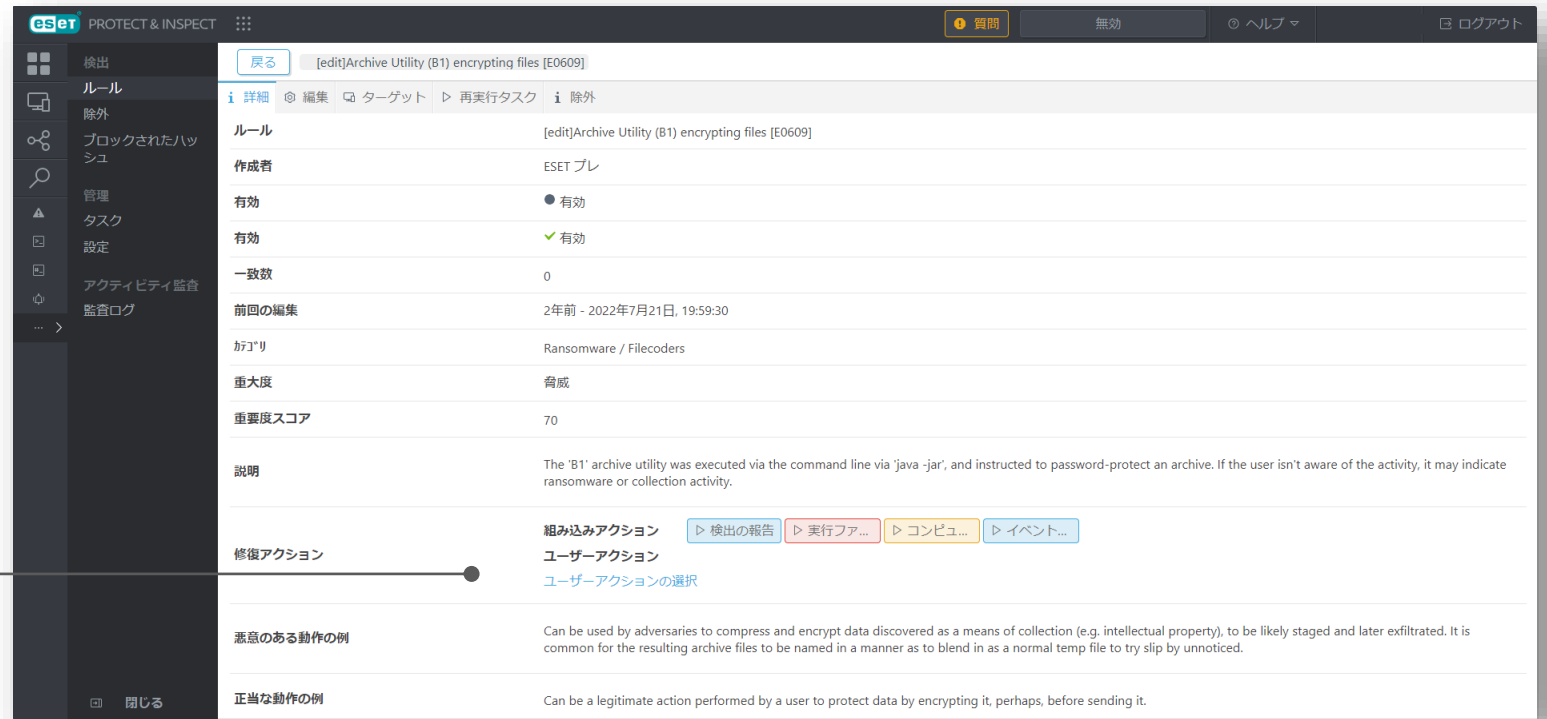 eset PROTECT & INSPECT
質問
無効
ヘルプ
ログアウト
検出
ルール
除外
ブロックされたハッ
シュ
管理
タスク
設定
アクティビティ監査
監査ログ
閉じる
戻る
[edit]Archive Utility (B1) encrypting files [E0609]
詳細
編集
ターゲット
再実行タスク
除外
ルール [edit]Archive Utility (B1) encrypting files [E0609]
作成者 ESET プレ
有効 有効
有効 有効
一致数 0
前回の編集 2年前 - 2022年7月21日, 19:59:30
ｶﾃｺﾞﾘ Ransomware / Filecoders
重大度 脅威
重要度スコア 70
説明
The 'B1' archive utility was executed via the command line via 'java -jar', and instructed to password-protect an archive. If the user isn't aware of the activity, it may indicate
ransomware or collection activity.
修復アクション
組み込みアクション 検出の報告 実行ファ... コンピュ... イベント...
ユーザーアクション
ユーザーアクションの選択
悪意のある動作の例
Can be used by adversaries to compress and encrypt data discovered as a means of collection (e.g. intellectual property), to be likely staged and later exfiltrated. It is
common for the resulting archive files to be named in a manner as to blend in as a normal temp file to try slip by unnoticed.
正当な動作の例 Can be a legitimate action performed by a user to protect data by encrypting it, perhaps, before sending it.